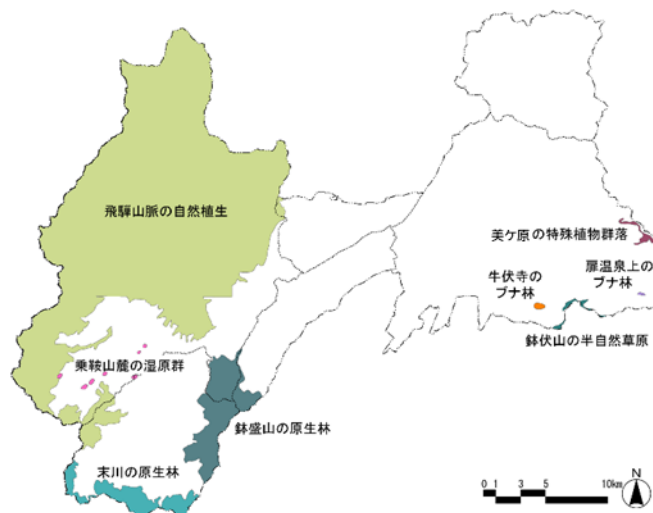 飛騨山脈の自然植生
美ケ原の特殊植物群落
扉温泉上の
ブナ林
牛伏寺の
ブナ林
鉢伏山の半自然草原
乗鞍山麓の湿原群
鉢盛山の原生林
末川の原生林
0 1 3 5 10km
N